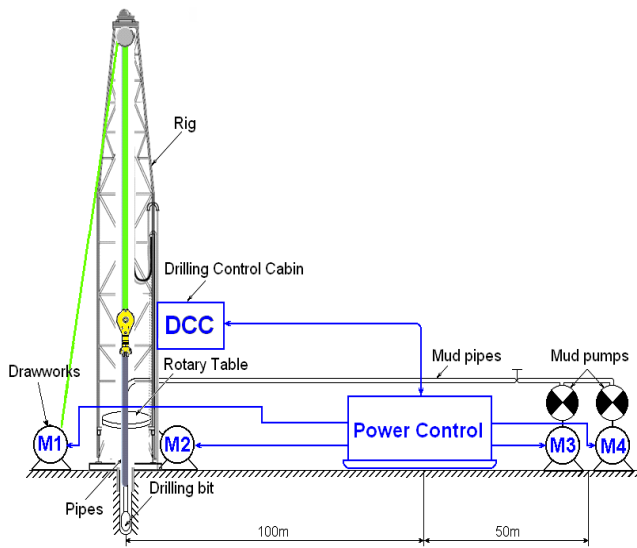 Rig
Drilling Control Cabin
DCC
Mud pipes
Mud pumps
Drawworks
Rotary Table
M1
M2
Power Control
M3
M4
Pipes
Drilling bit
100m
50m